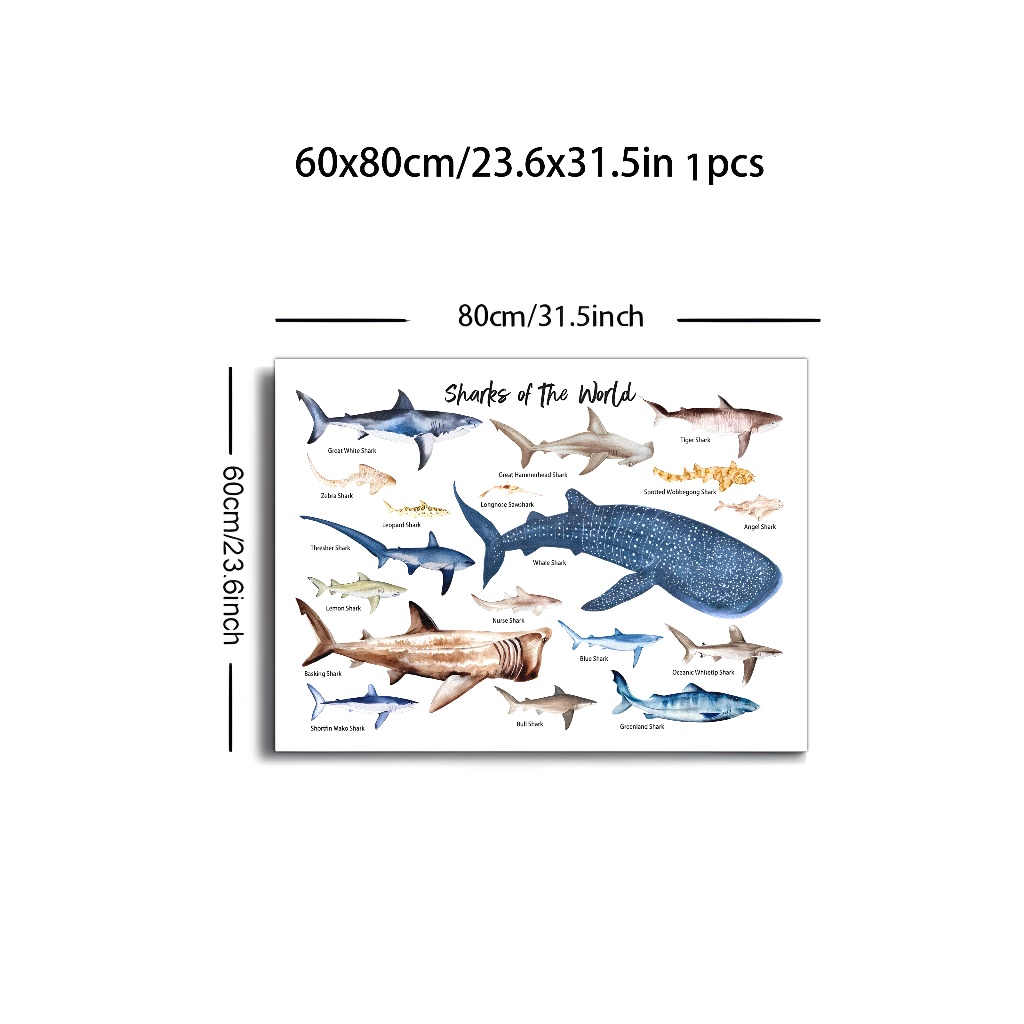 60x80cm/23.6x31.5in 1pcs
80cm/31.5inch
60cm/23.6inch
Sharks of The World
Great White Shark
Great Hammerhead Shark
Tiger Shark
Zebra Shark
Leopard Shark
Longnose Sawshark
Spotted Wobbegong Shark
Angel Shark
Thresher Shark
Whale Shark
Lemon Shark
Nurse Shark
Basking Shark
Blue Shark
Oceanic Whitetip Shark
Shortfin Mako Shark
Bull Shark
Greenland Shark